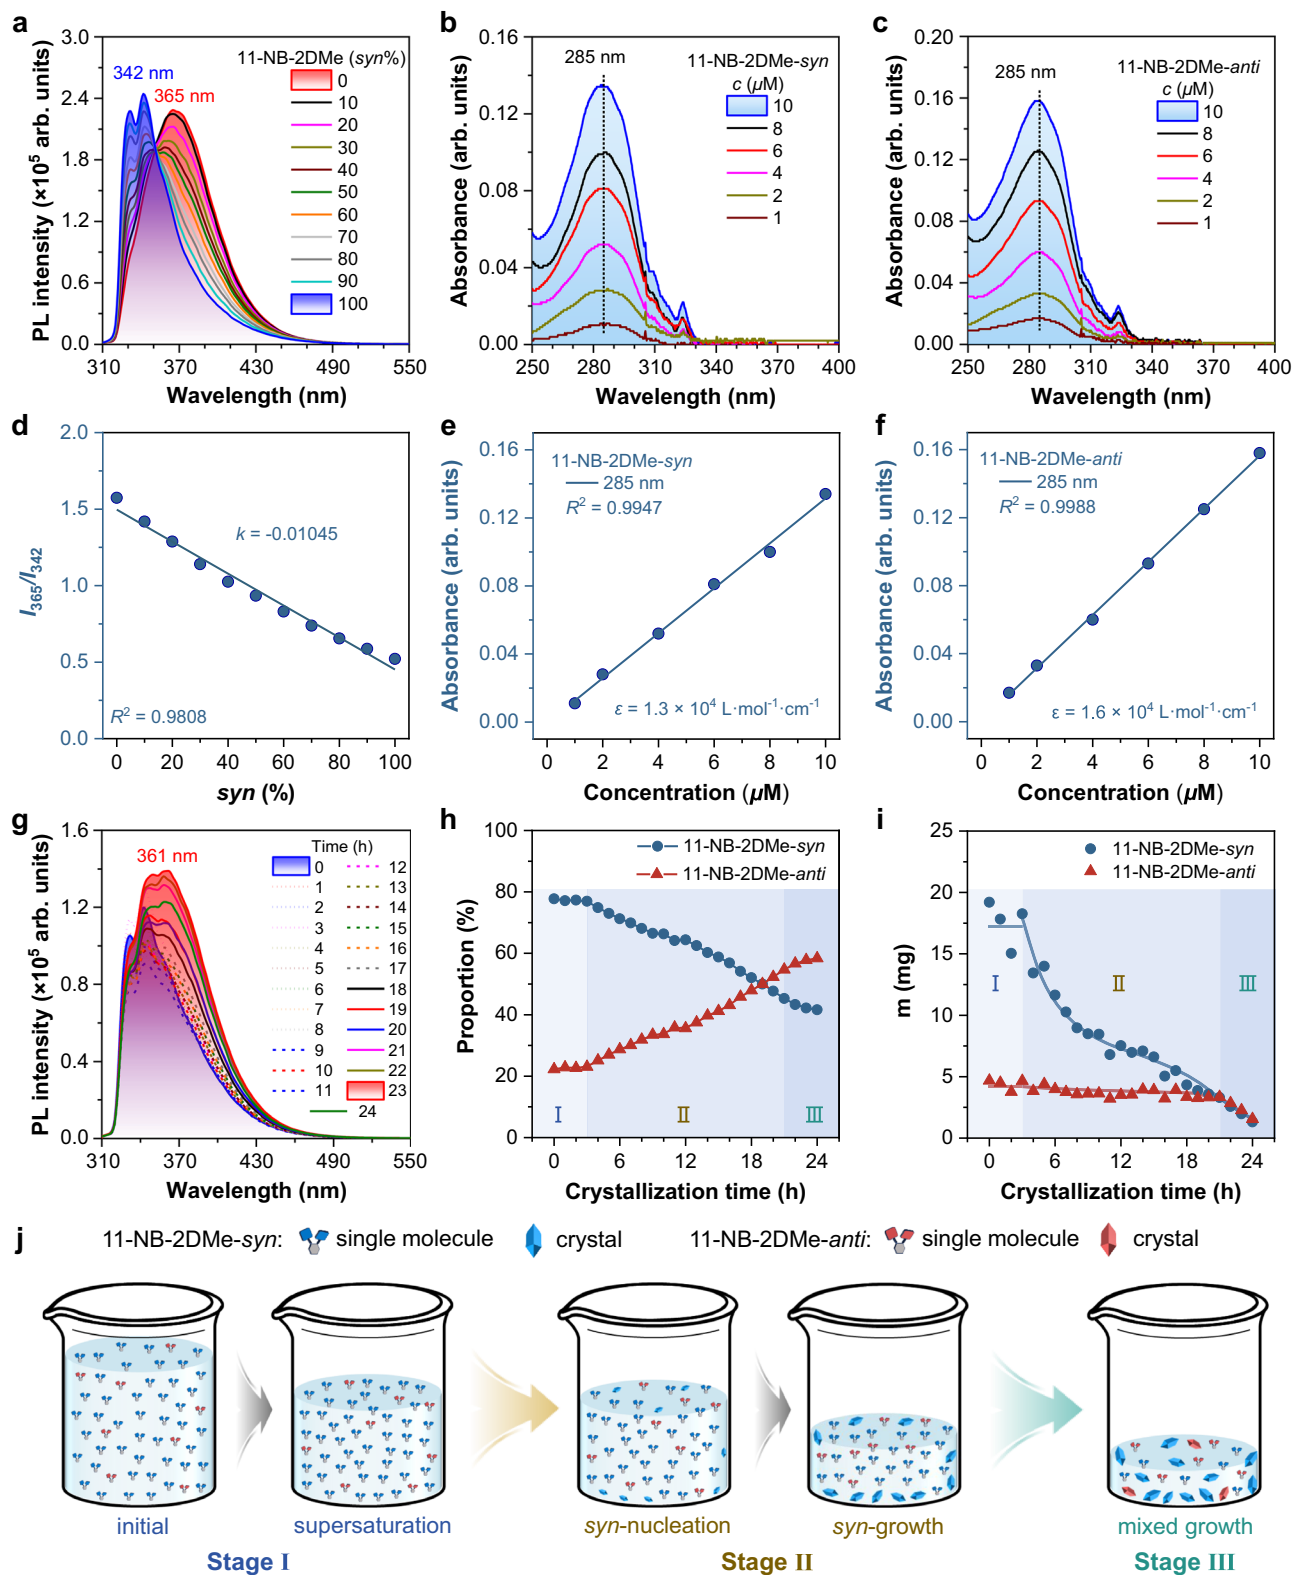 a
3.0
2.4
1.8
1.2
0.6
0.0
PL intensity (×10⁵ arb. units)
310 370 430 490 550
Wavelength (nm)
342 nm
365 nm
11-NB-2DMe (syn%)
0
10
20
30
40
50
60
70
80
90
100
b
0.16
0.12
0.08
0.04
0.00
Absorbance (arb. units)
250 280 310 340 370 400
Wavelength (nm)
285 nm
11-NB-2DMe-syn
c (μM)
10
8
6
4
2
1
c
0.20
0.16
0.12
0.08
0.04
0.00
Absorbance (arb. units)
250 280 310 340 370 400
Wavelength (nm)
285 nm
11-NB-2DMe-anti
c (μM)
10
8
6
4
2
1
d
2.0
1.5
1.0
0.5
0.0
I₃₆₅/I₃₄₂
k = -0.01045
R² = 0.9808
0 20 40 60 80 100
syn (%)
e
0.16
0.12
0.08
0.04
0.00
Absorbance (arb. units)
11-NB-2DMe-syn
285 nm
R² = 0.9947
ε = 1.3 × 10⁴ L·mol⁻¹·cm⁻¹
0 2 4 6 8 10
Concentration (μM)
f
0.16
0.12
0.08
0.04
0.00
Absorbance (arb. units)
11-NB-2DMe-anti
285 nm
R² = 0.9988
ε = 1.6 × 10⁴ L·mol⁻¹·cm⁻¹
0 2 4 6 8 10
Concentration (μM)
g
1.6
1.2
0.8
0.4
0.0
PL intensity (×10⁵ arb. units)
310 370 430 490 550
Wavelength (nm)
361 nm
Time (h)
0 12
1 13
2 14
3 15
4 16
5 17
6 18
7 19
8 20
9 21
10 22
11 23
24
h
100
80
60
40
20
0
Proportion (%)
11-NB-2DMe-syn
11-NB-2DMe-anti
I II III
0 6 12 18 24
Crystallization time (h)
i
25
20
15
10
5
0
m (mg)
11-NB-2DMe-syn
11-NB-2DMe-anti
I II III
0 6 12 18 24
Crystallization time (h)
j
11-NB-2DMe-syn: single molecule crystal 11-NB-2DMe-anti: single molecule crystal
initial supersaturation syn-nucleation syn-growth mixed growth
Stage I Stage II Stage III